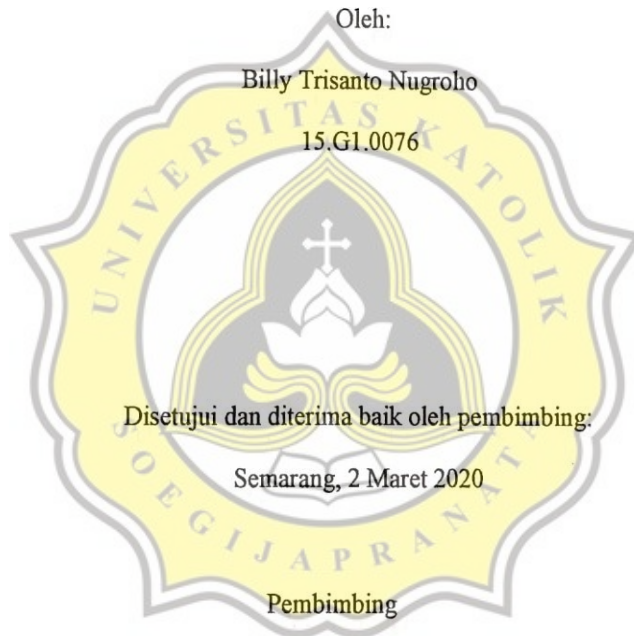 Oleh:
Billy Trisanto Nugroho
15.G1.0076
UNIVERSITAS KATOLIK
Disetujui dan diterima baik oleh pembimbing:
Semarang, 2 Maret 2020
SOEGIJAPRANATA
Pembimbing